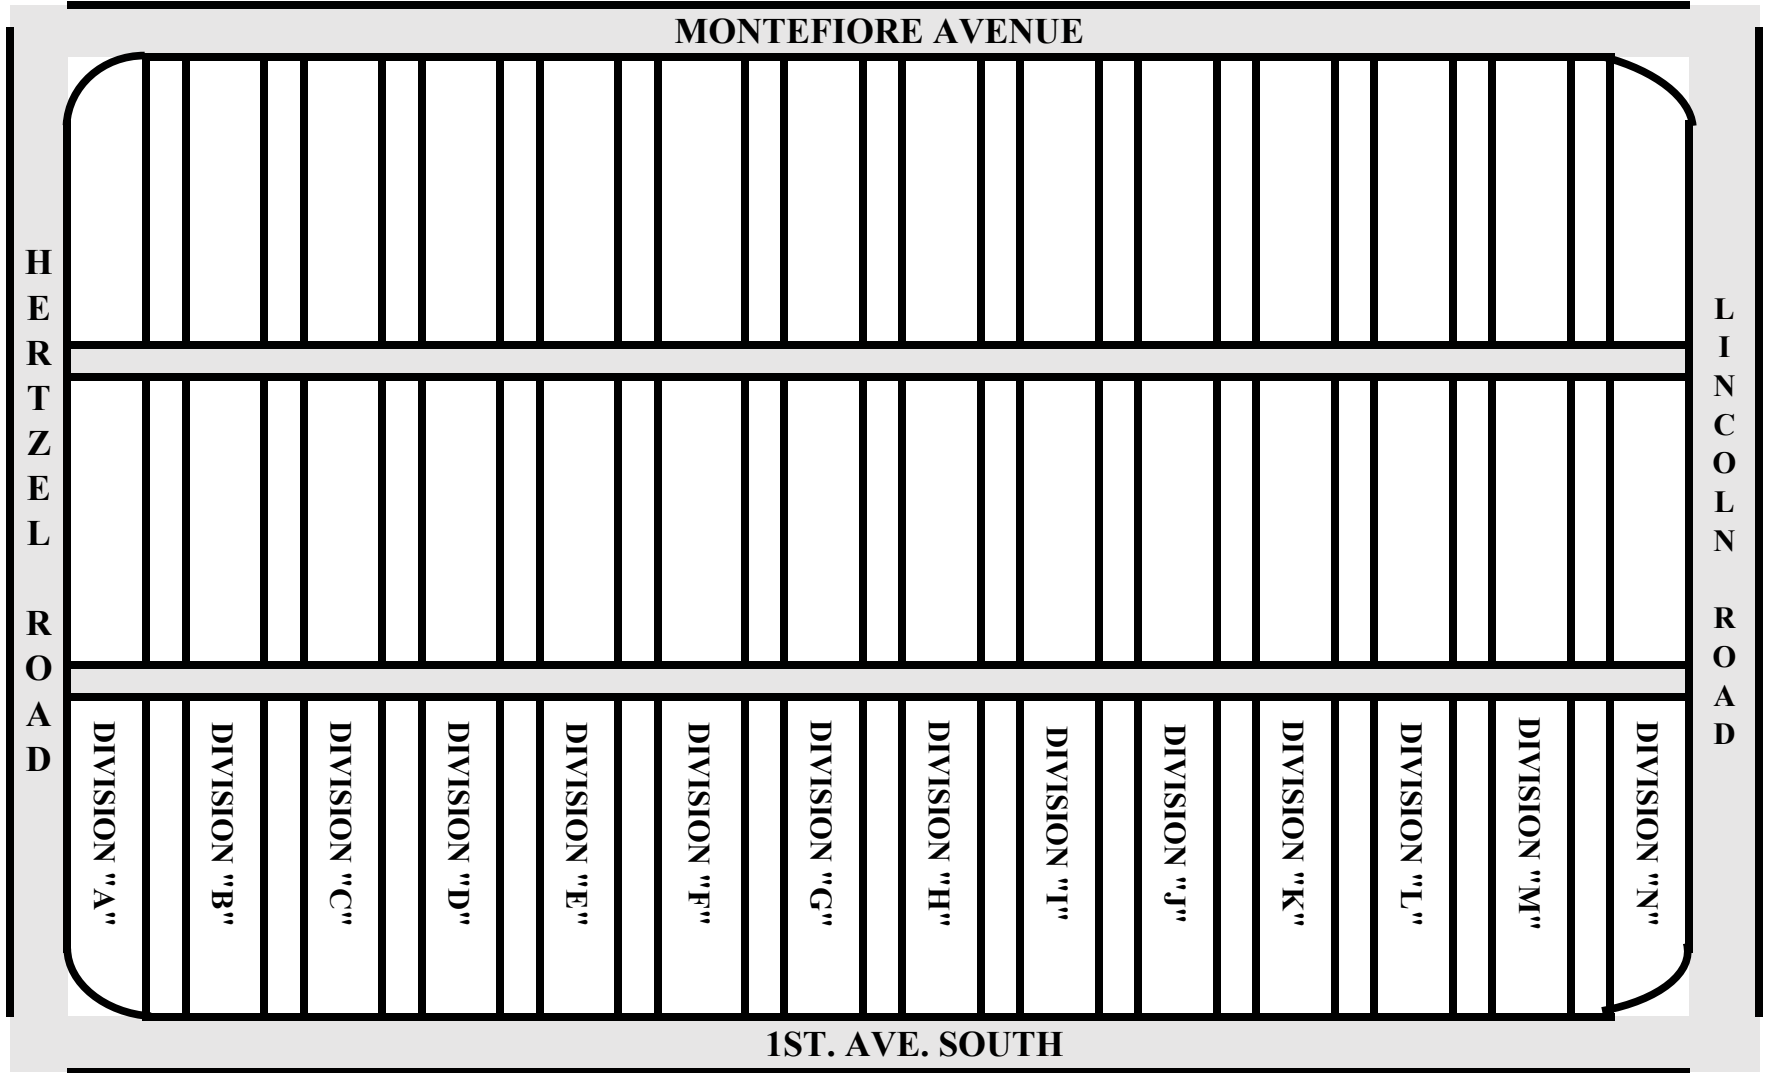 MONTEFIORE AVENUE
HERTZELL ROAD
LINCOLN ROAD
DIVISION "A"
DIVISION "B"
DIVISION "C"
DIVISION "D"
DIVISION "E"
DIVISION "F"
DIVISION "G"
DIVISION "H"
DIVISION "I"
DIVISION "J"
DIVISION "K"
DIVISION "L"
DIVISION "M"
DIVISION "N"
1ST. AVE. SOUTH